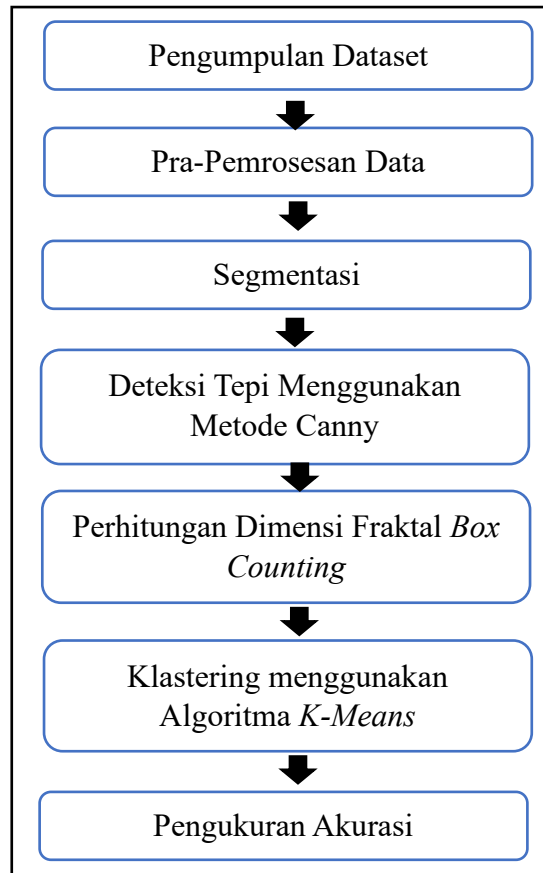 Pengumpulan Dataset
Pra-Pemrosesan Data
Segmentasi
Deteksi Tepi Menggunakan
Metode Canny
Perhitungan Dimensi Fraktal Box
Counting
Klastering menggunakan
Algoritma K-Means
Pengukuran Akurasi